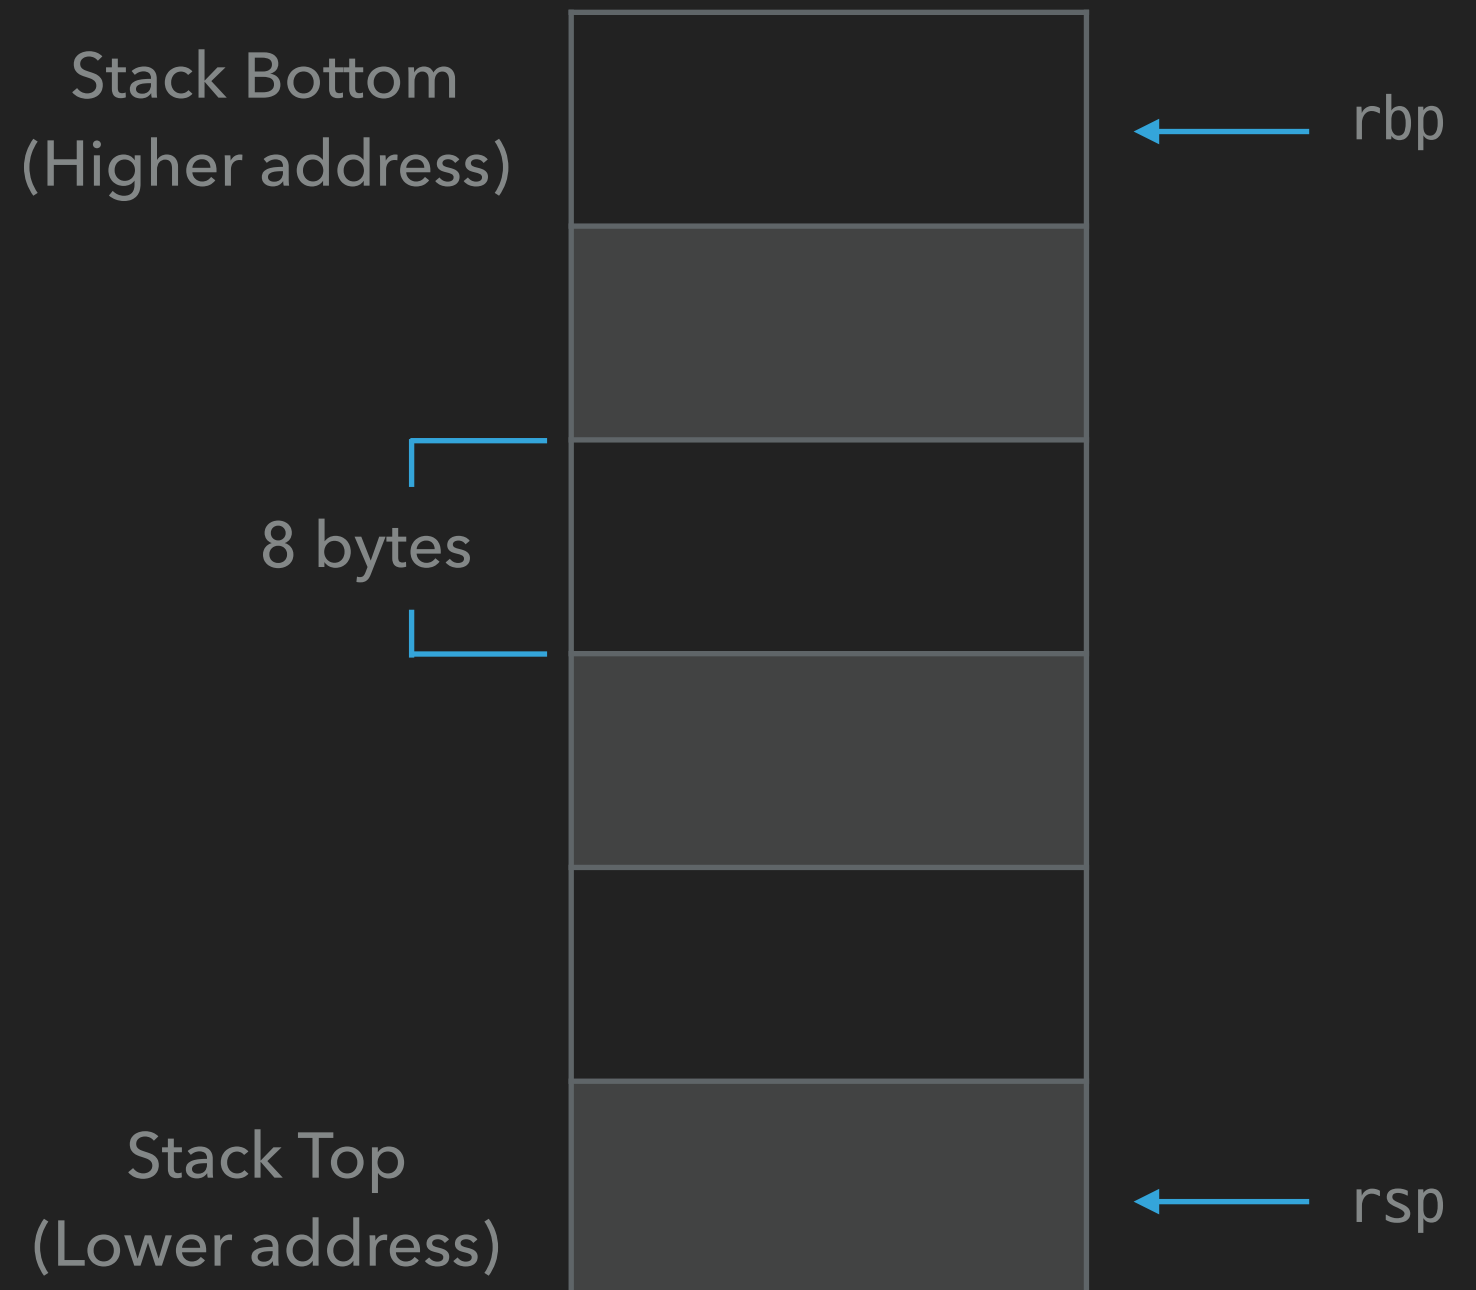 Stack Bottom
(Higher address)
rbp
8 bytes
Stack Top
(Lower address)
rsp